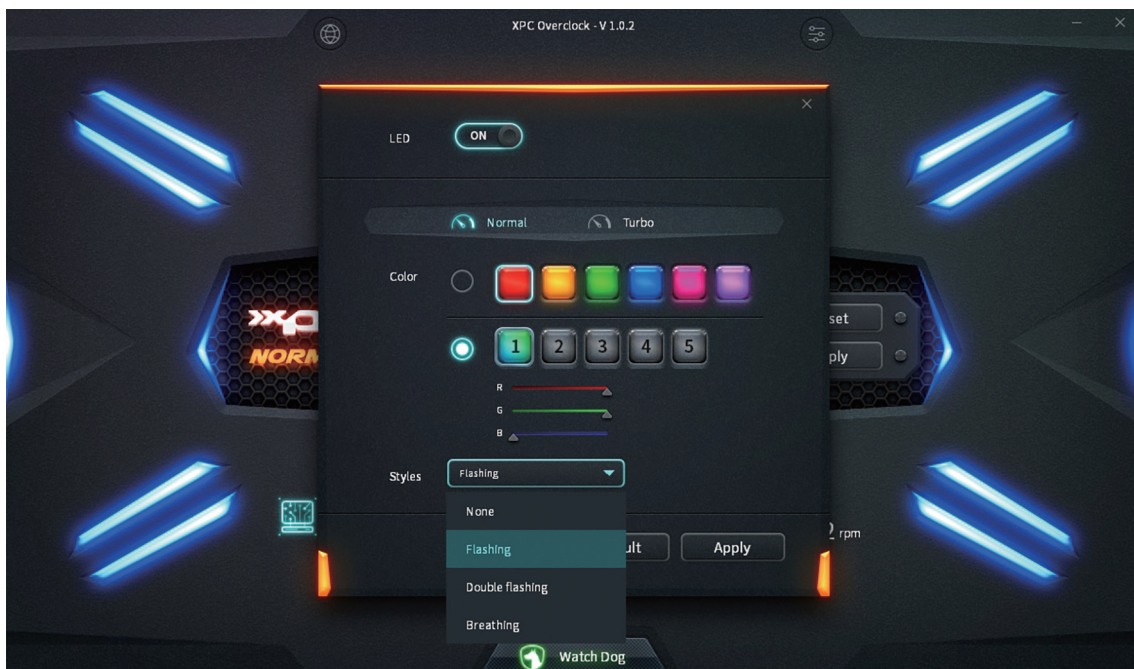 XPC Overclock - V 1.0.2
LED
ON
Normal
Turbo
Color
1
2
3
4
5
R
G
B
NORM
set
ply
Styles
Flashing
None
Flashing
Double flashing
Breathing
ult
Apply
2 rpm
Watch Dog